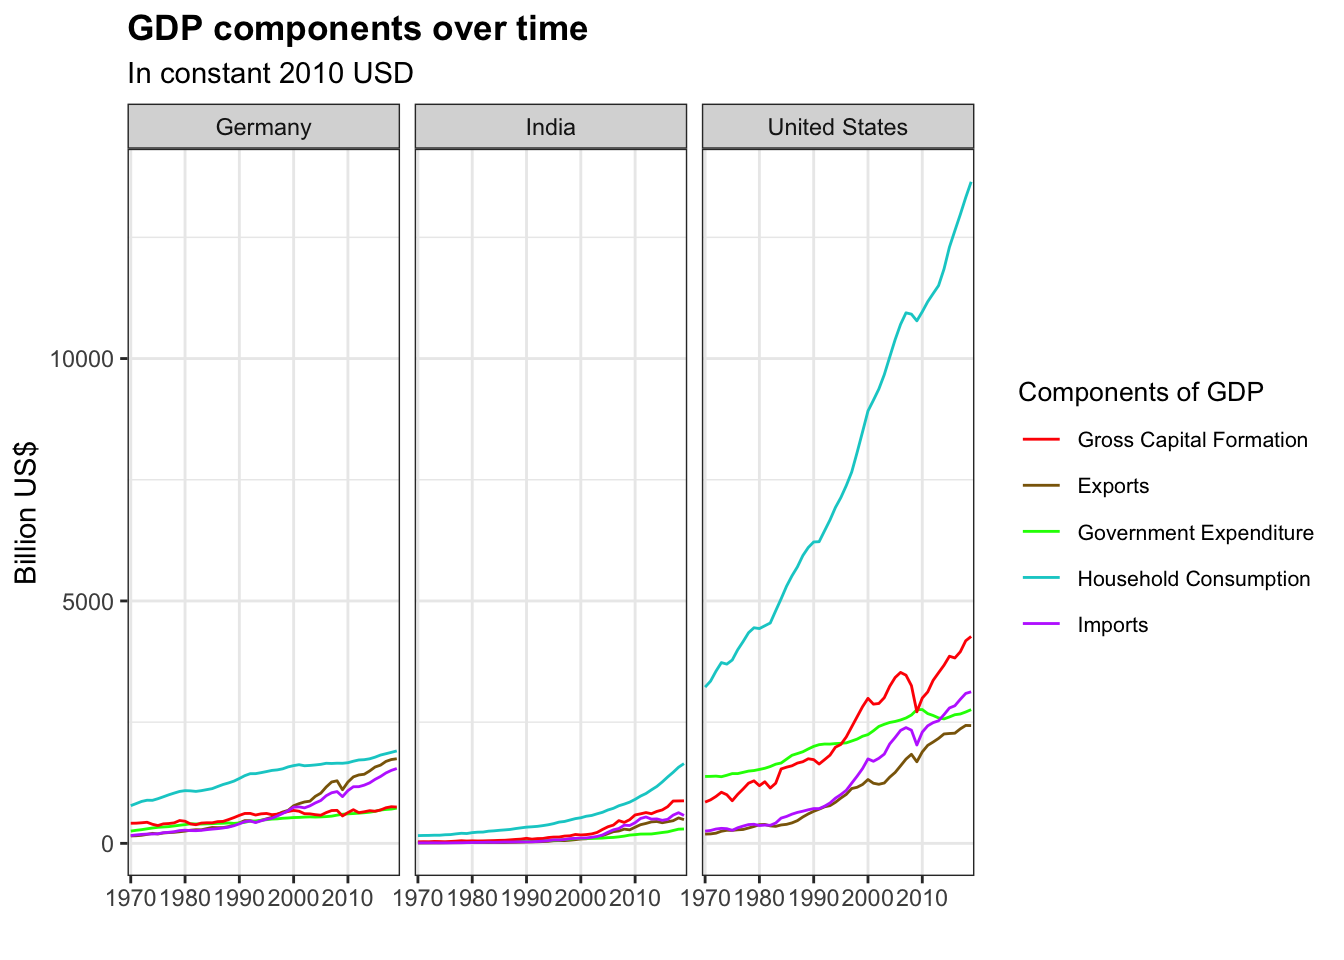 GDP components over time
In constant 2010 USD
Germany
India
United States
Billion US$
10000
5000
0
1970 1980 1990 2000 2010
1970 1980 1990 2000 2010
1970 1980 1990 2000 2010
Components of GDP
Gross Capital Formation
Exports
Government Expenditure
Household Consumption
Imports